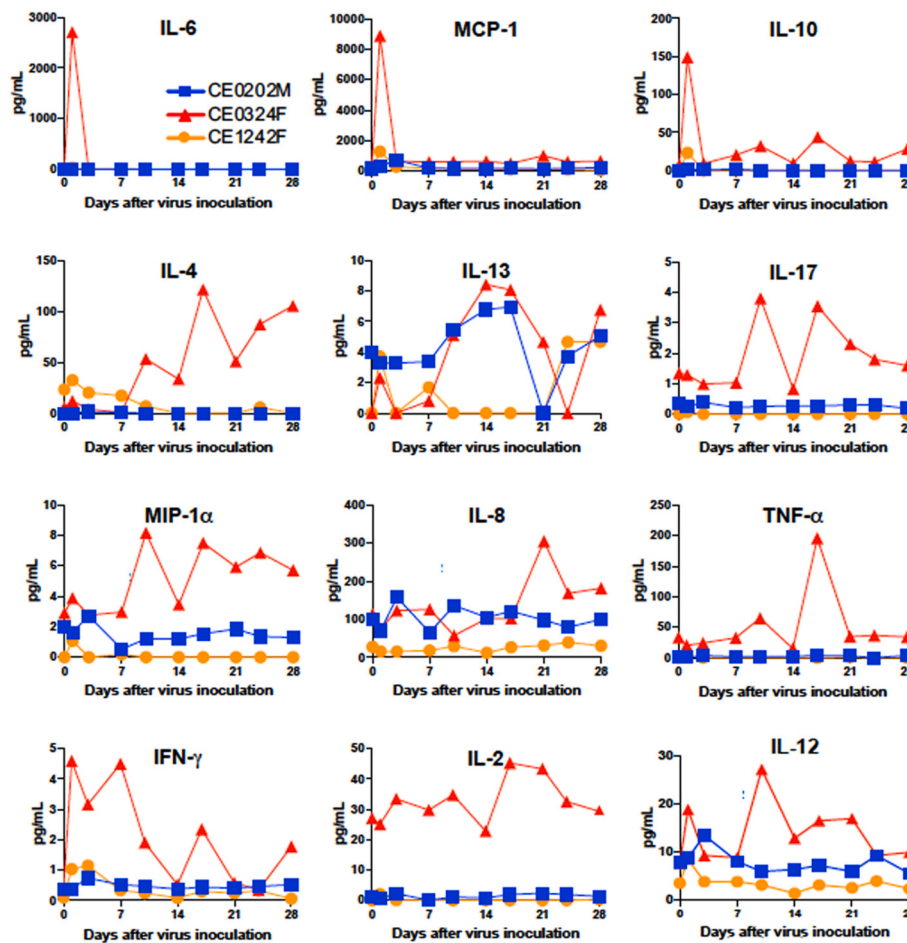 IL-6
pg/mL
3000
2000
1000
0
CE0202M
CE0324F
CE1242F
0 7 14 21 28
Days after virus inoculation
MCP-1
pg/mL
10000
8000
6000
4000
2000
0
0 7 14 21 28
Days after virus inoculation
IL-10
pg/mL
200
150
100
50
0
0 7 14 21 2
Days after virus inoculation
IL-4
pg/mL
150
100
50
0
0 7 14 21 28
Days after virus inoculation
IL-13
pg/mL
10
8
6
4
2
0
0 7 14 21 28
Days after virus inoculation
IL-17
pg/mL
5
4
3
2
1
0
0 7 14 21 2
Days after virus inoculation
MIP-1α
pg/mL
10
8
6
4
2
0
0 7 14 21 28
Days after virus inoculation
IL-8
pg/mL
400
300
200
100
0
0 7 14 21 28
Days after virus inoculation
TNF-α
pg/mL
250
200
150
100
50
0
0 7 14 21 2
Days after virus inoculation
IFN-γ
pg/mL
5
4
3
2
1
0
0 7 14 21 28
Days after virus inoculation
IL-2
pg/mL
50
40
30
20
10
0
0 7 14 21 28
Days after virus inoculation
IL-12
pg/mL
30
20
10
0
0 7 14 21 2
Days after virus inoculation